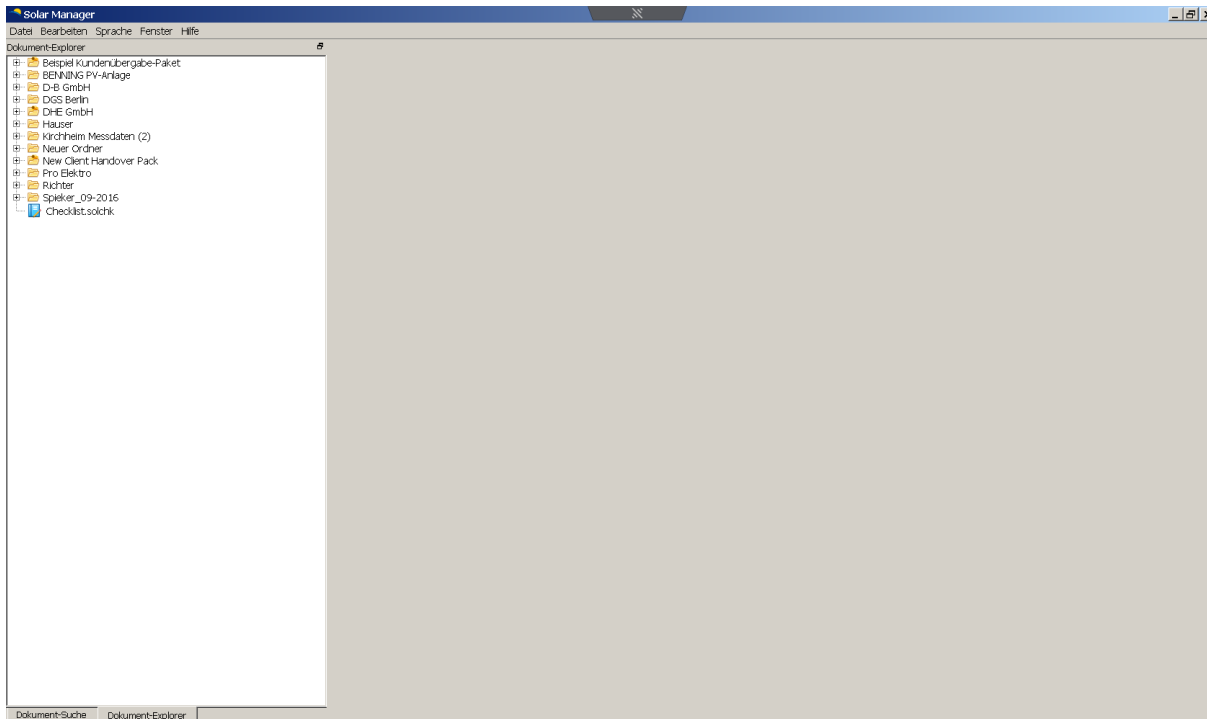 Solar Manager
Datei Bearbeiten Sprache Fenster Hilfe
Dokument-Explorer
Beispiel Kundenübergabe-Paket
BENNING PV-Anlage
D-B GmbH
DGS Berlin
DHE GmbH
Hauser
Kirchheim Messdaten (2)
Neuer Ordner
New Client Handover Pack
Pro Elektro
Richter
Spieker_09-2016
Checklist.solchk
Dokument-Suche Dokument-Explorer